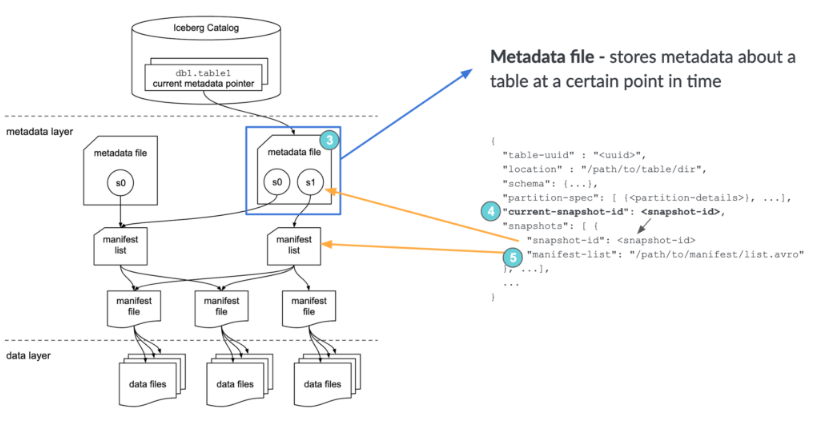 Iceberg Catalog
db1.table1
current metadata pointer
metadata layer
metadata file
s0
3
metadata file
s0
s1
manifest
list
manifest
list
manifest
file
manifest
file
manifest
file
data layer
data files
data files
data files
Metadata file - stores metadata about a
table at a certain point in time
{
"table-uuid" : "<uuid>",
"location" : "/path/to/table/dir",
"schema": {...},
"partition-spec": [ {<partition-details>}, ...],
4
"current-snapshot-id": <snapshot-id>,
"snapshots": [ {
"snapshot-id": <snapshot-id>
5
"manifest-list": "/path/to/manifest/list.avro"
}, ...],
...
}